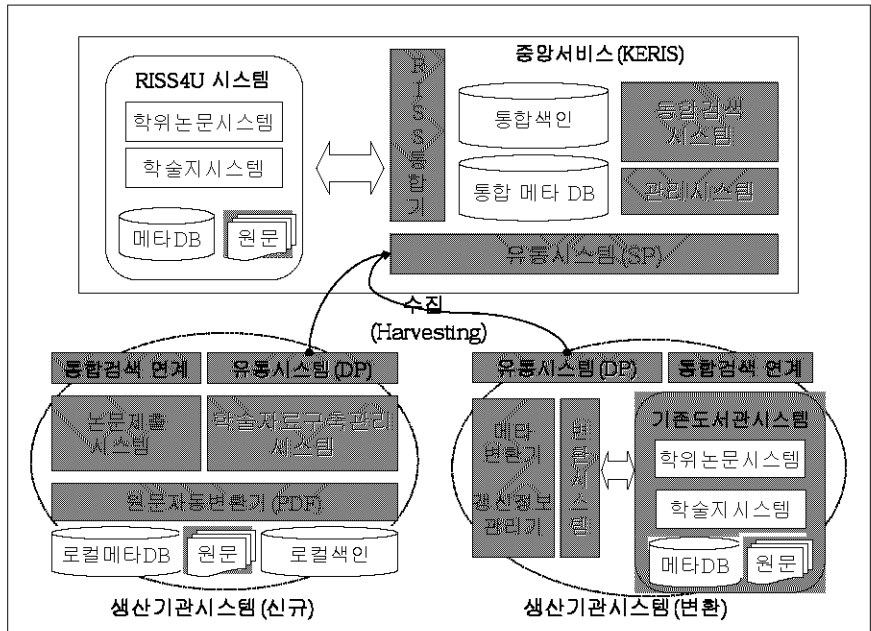 중앙서비스(KERIS)
RISS4U 시스템
학위논문시스템
학술지시스템
메타DB
원문
RISS통합기
통합색인
통합 메타 DB
통합검색
시스템
관리시스템
유통시스템(SP)
수집
(Harvesting)
통합검색 연계
유통시스템(DP)
논문제출
시스템
학술자료구축관리
시스템
원문자동변환기(PDF)
로컬메타DB
원문
로컬색인
생산기관시스템(신규)
유통시스템(DP)
통합검색 연계
메타
변환기
갱신정보
관리기
변환시스템
기존도서관시스템
학위논문시스템
학술지시스템
메타DB
원문
생산기관시스템(변환)